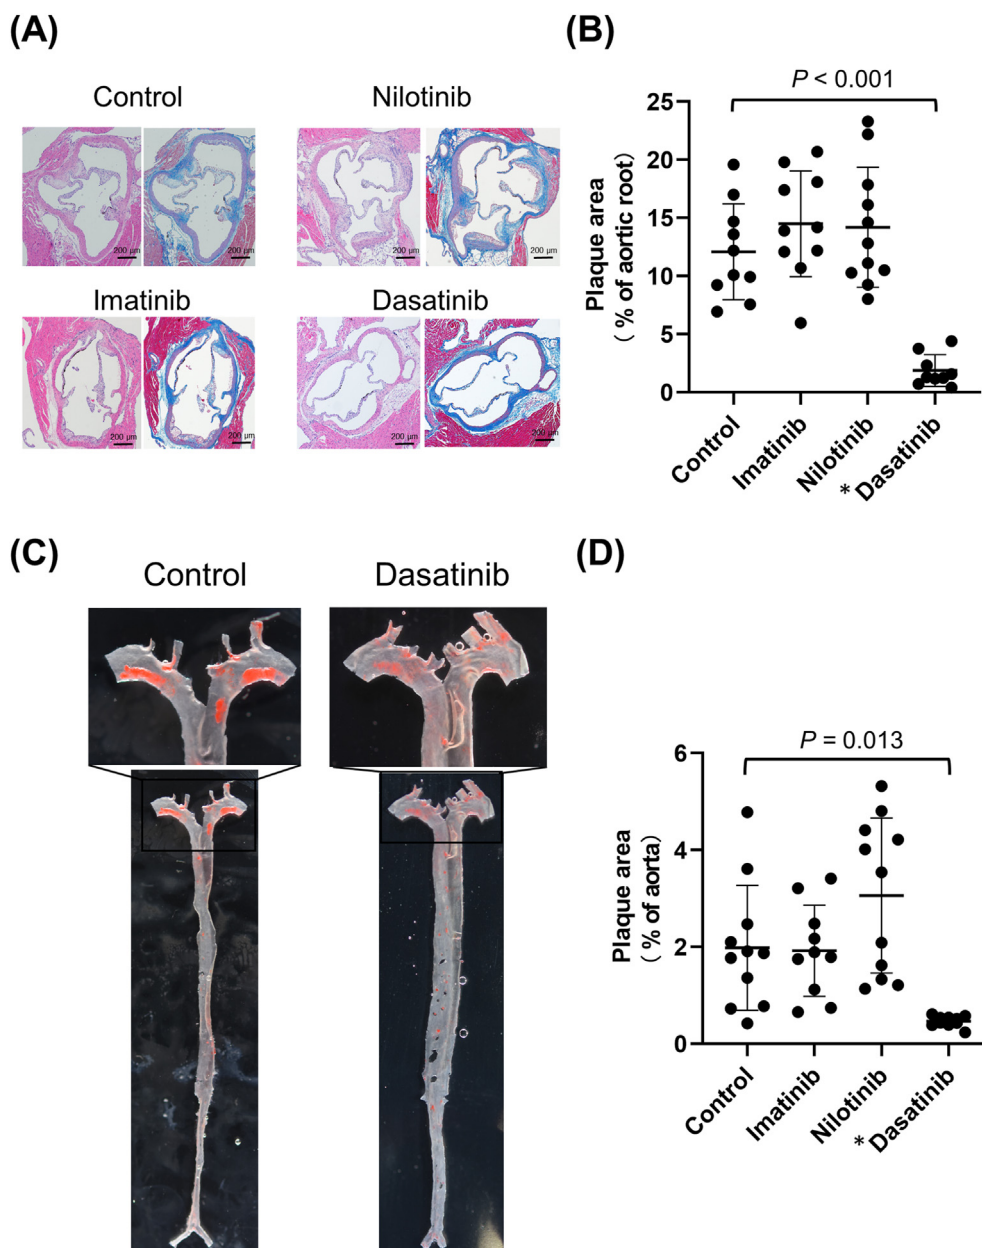 (A)
Control
Nilotinib
200 µm
200 µm
200 µm
200 µm
Imatinib
Dasatinib
200 µm
200 µm
200 µm
200 µm
(B)
P < 0.001
Plaque area
( % of aortic root)
25
20
15
10
5
0
Control
Imatinib
Nilotinib
* Dasatinib
(C)
Control
Dasatinib
(D)
P = 0.013
Plaque area
( % of aorta)
6
4
2
0
Control
Imatinib
Nilotinib
* Dasatinib